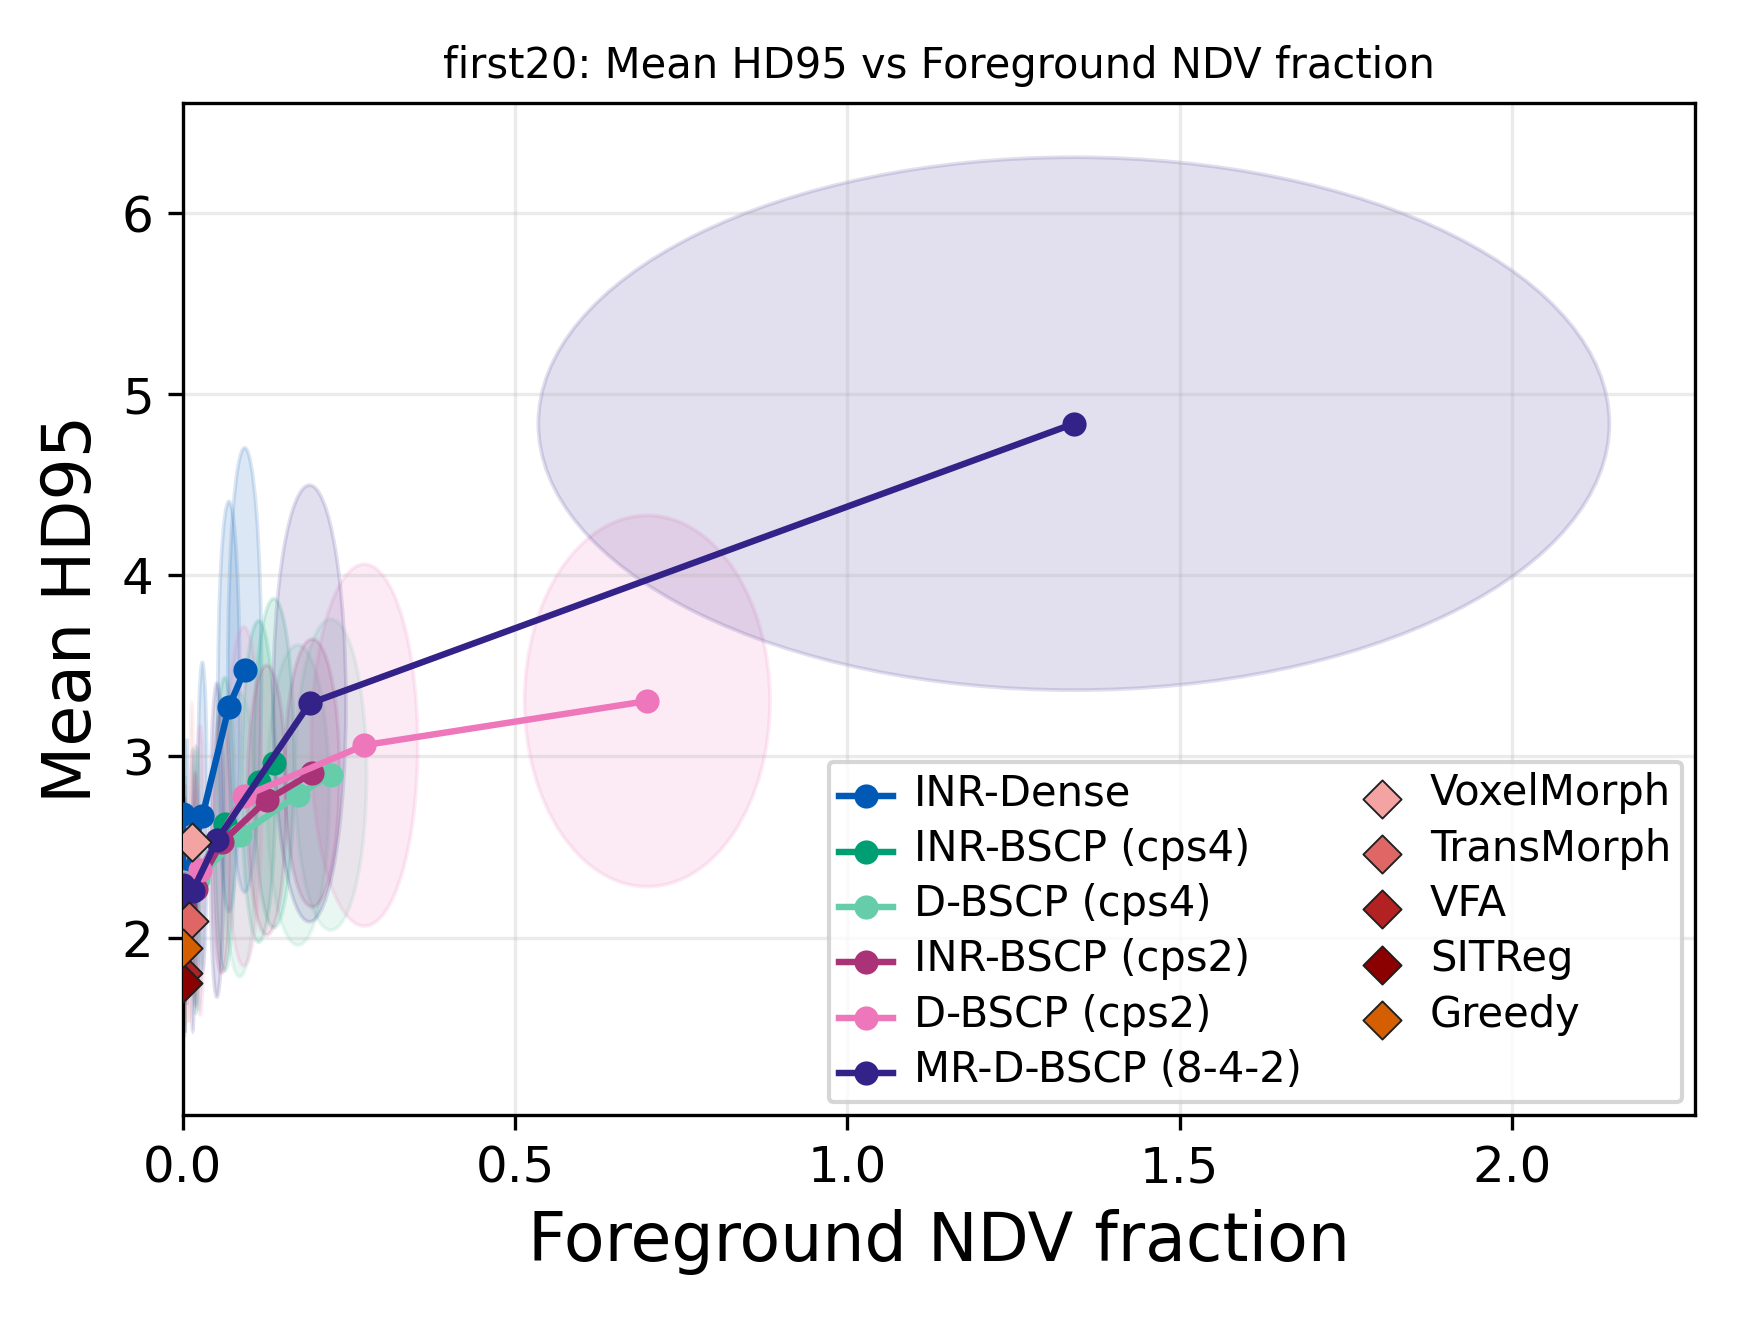 first20: Mean HD95 vs Foreground NDV fraction
Mean HD95
6
5
4
3
2
0.0
0.5
1.0
1.5
2.0
Foreground NDV fraction
INR-Dense
INR-BSCP (cps4)
D-BSCP (cps4)
INR-BSCP (cps2)
D-BSCP (cps2)
MR-D-BSCP (8-4-2)
VoxelMorph
TransMorph
VFA
SITReg
Greedy